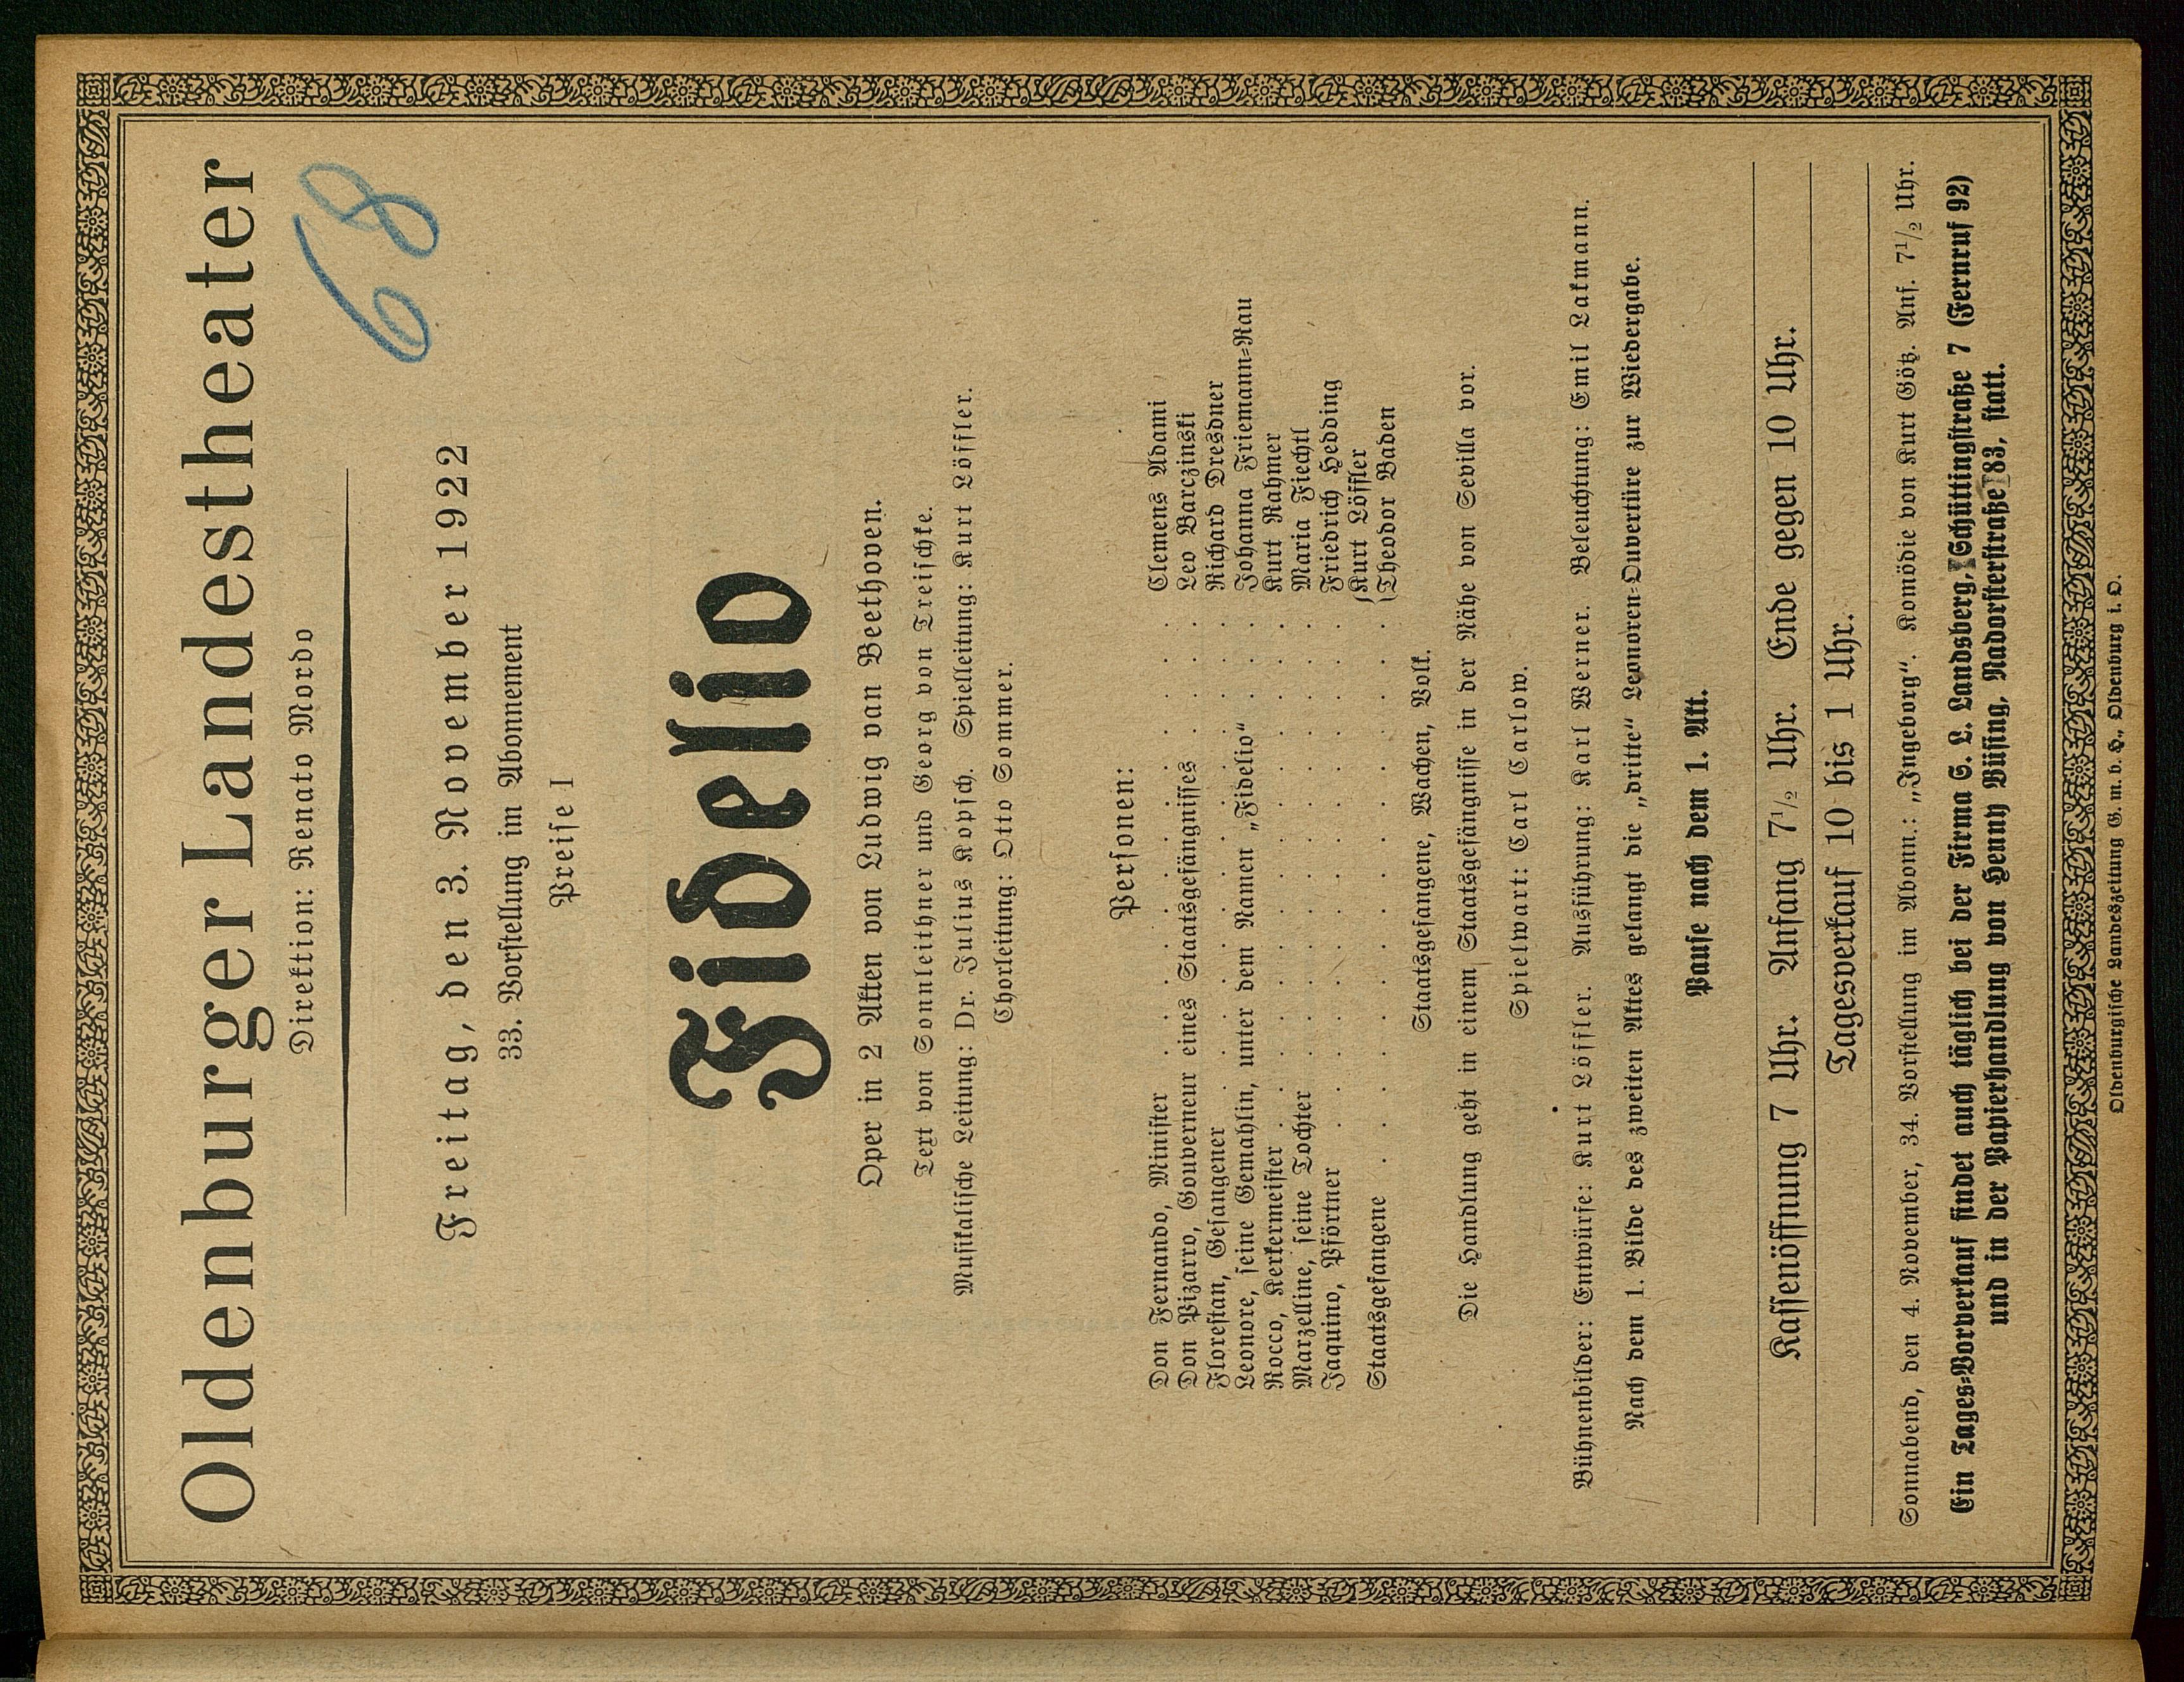 Oldenburger Landestheater
Direktion: Renato Mordo
68
Freitag, den 3. November 1922
33. Vorstellung im Abonnement
Preise I
Fidelio
Oper in 2 Akten von Ludwig van Beethoven.
Text von Sonnleithner und Georg von Treischke.
Musikalische Leitung: Dr. Julius Kopsch. Spielleitung: Kurt Löffler.
Chorleitung: Otto Sommer.
Personen:
Don Fernando, Minister . . . . . . . . . . . . Clemens Adami
Don Pizarro, Gouverneur eines Staatsgefängnisses . . . . . Leo Barczinski
Florestan, Gefangener . . . . . . . . . . . . Richard Dresdner
Leonore, seine Gemahlin, unter dem Namen „Fidelio“ . . . . Johanna Friemann-Rau
Rocco, Kerkermeister . . . . . . . . . . . . Kurt Rahmer
Marzelline, seine Tochter . . . . . . . . . . . Maria Fiechtl
Jaquino, Pförtner . . . . . . . . . . . . Friedrich Hedding
Staatsgefangene . . . . . . . . . . . . . {Kurt Löffler
{Theodor Baden
Staatsgefangene, Wachen, Volk.
Die Handlung geht in einem Staatsgefängnisse in der Nähe von Sevilla vor.
Spielwart: Carl Carlow.
Bühnenbilder: Entwürfe: Kurt Löffler. Ausführung: Karl Werner. Beleuchtung: Emil Lakmann.
Nach dem 1. Bilde des zweiten Aktes gelangt die „dritte“ Leonoren-Ouvertüre zur Wiedergabe.
Pause nach dem 1. Akt.
Kassenöffnung 7 Uhr. Anfang 7½ Uhr. Ende gegen 10 Uhr.
Tagesverkauf 10 bis 1 Uhr.
Sonnabend, den 4. November, 34. Vorstellung im Abonn.: „Ingeborg“. Komödie von Kurt Götz. Anf. 7½ Uhr.
Ein Tages-Vorverkauf findet auch täglich bei der Firma S. L. Landsberg, Schüttingstraße 7 (Fernruf 92)
und in der Papierhandlung von Henny Büsing, Nadorsterstraße 83, statt.
Oldenburgische Landeszeitung G. m. b. H., Oldenburg i. O.